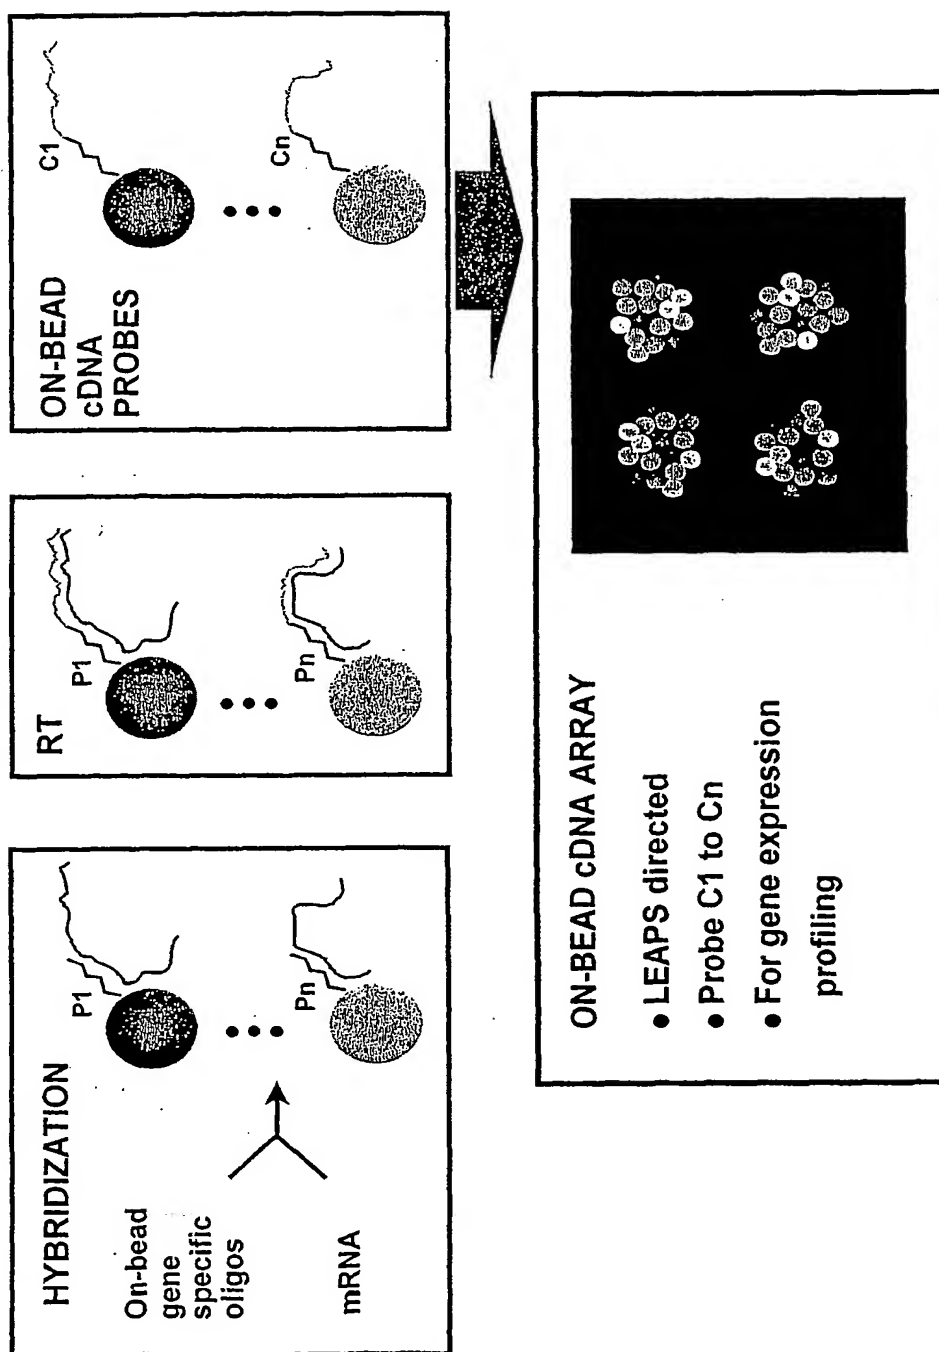 HYBRIDIZATION
On-bead
gene
specific
oligos
mRNA
P1
Pn
RT
P1
Pn
ON-BEAD
cDNA
PROBES
C1
Cn
ON-BEAD cDNA ARRAY
• LEAPS directed
• Probe C1 to Cn
• For gene expression
profiling